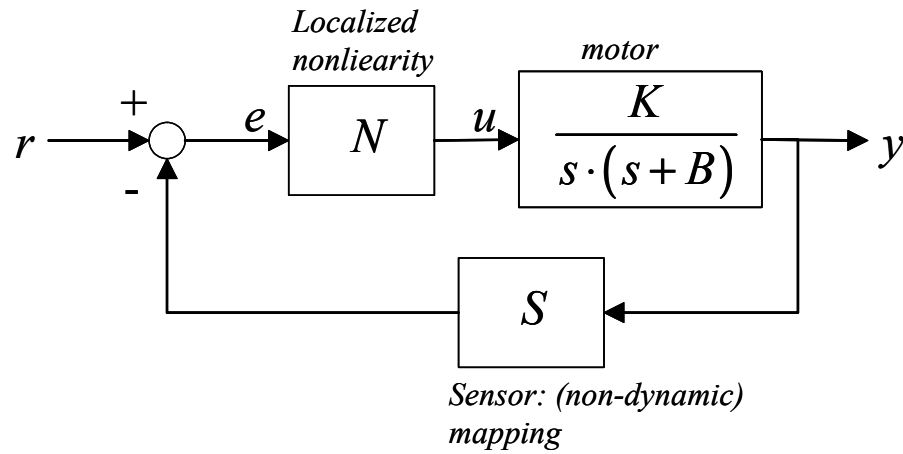 Localized
nonliearity
motor
+
r
e
N
u
K
s·(s+B)
y
-
S
Sensor: (non-dynamic)
mapping